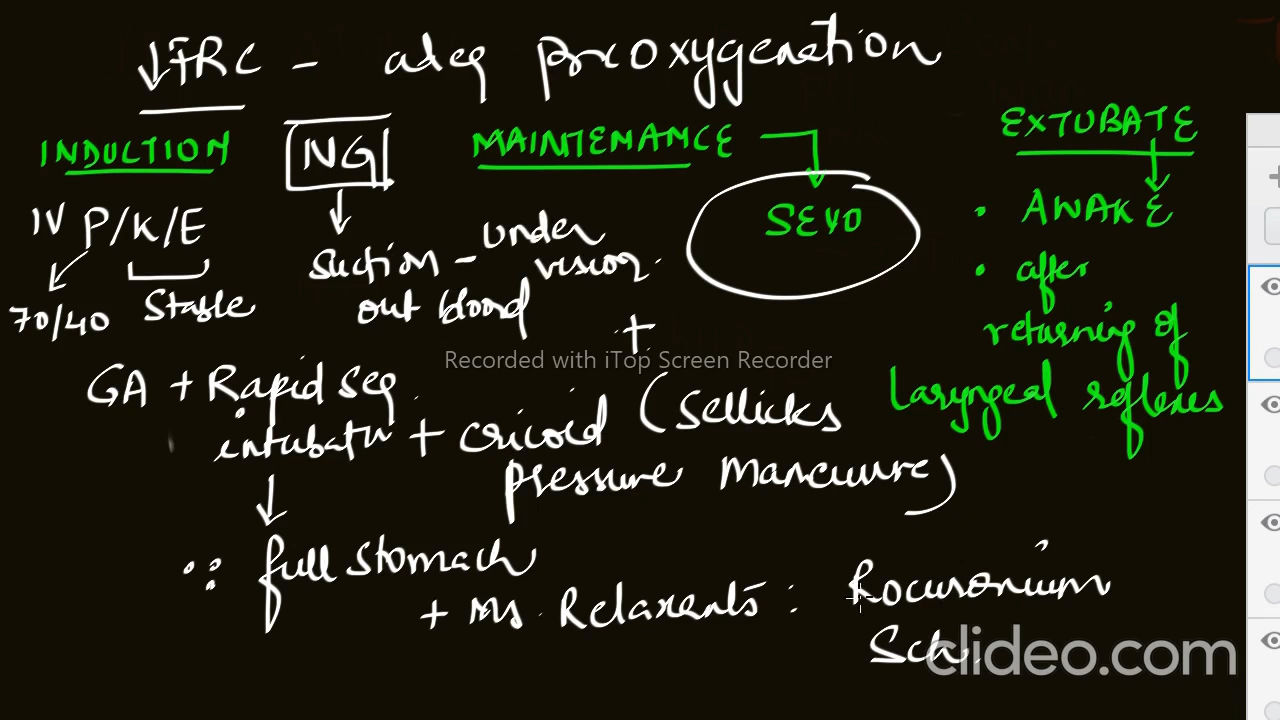 ↓FRC - adeq preoxygenation
INDUCTION
IV P/K/E
70/40 Stable
NG
Suction - under vision.
out blood
MAINTENANCE
SEVO
EXTUBATE
• AWAKE
• after
returning of
laryngeal reflexes
+
Recorded with iTop Screen Recorder
GA + Rapid Seq
intubatn + cricoid (Sellicks
pressure Maneuvre)
∵ full stomach
+ Ms. Relaxents : Rocuronium
Sch.
clideo.com